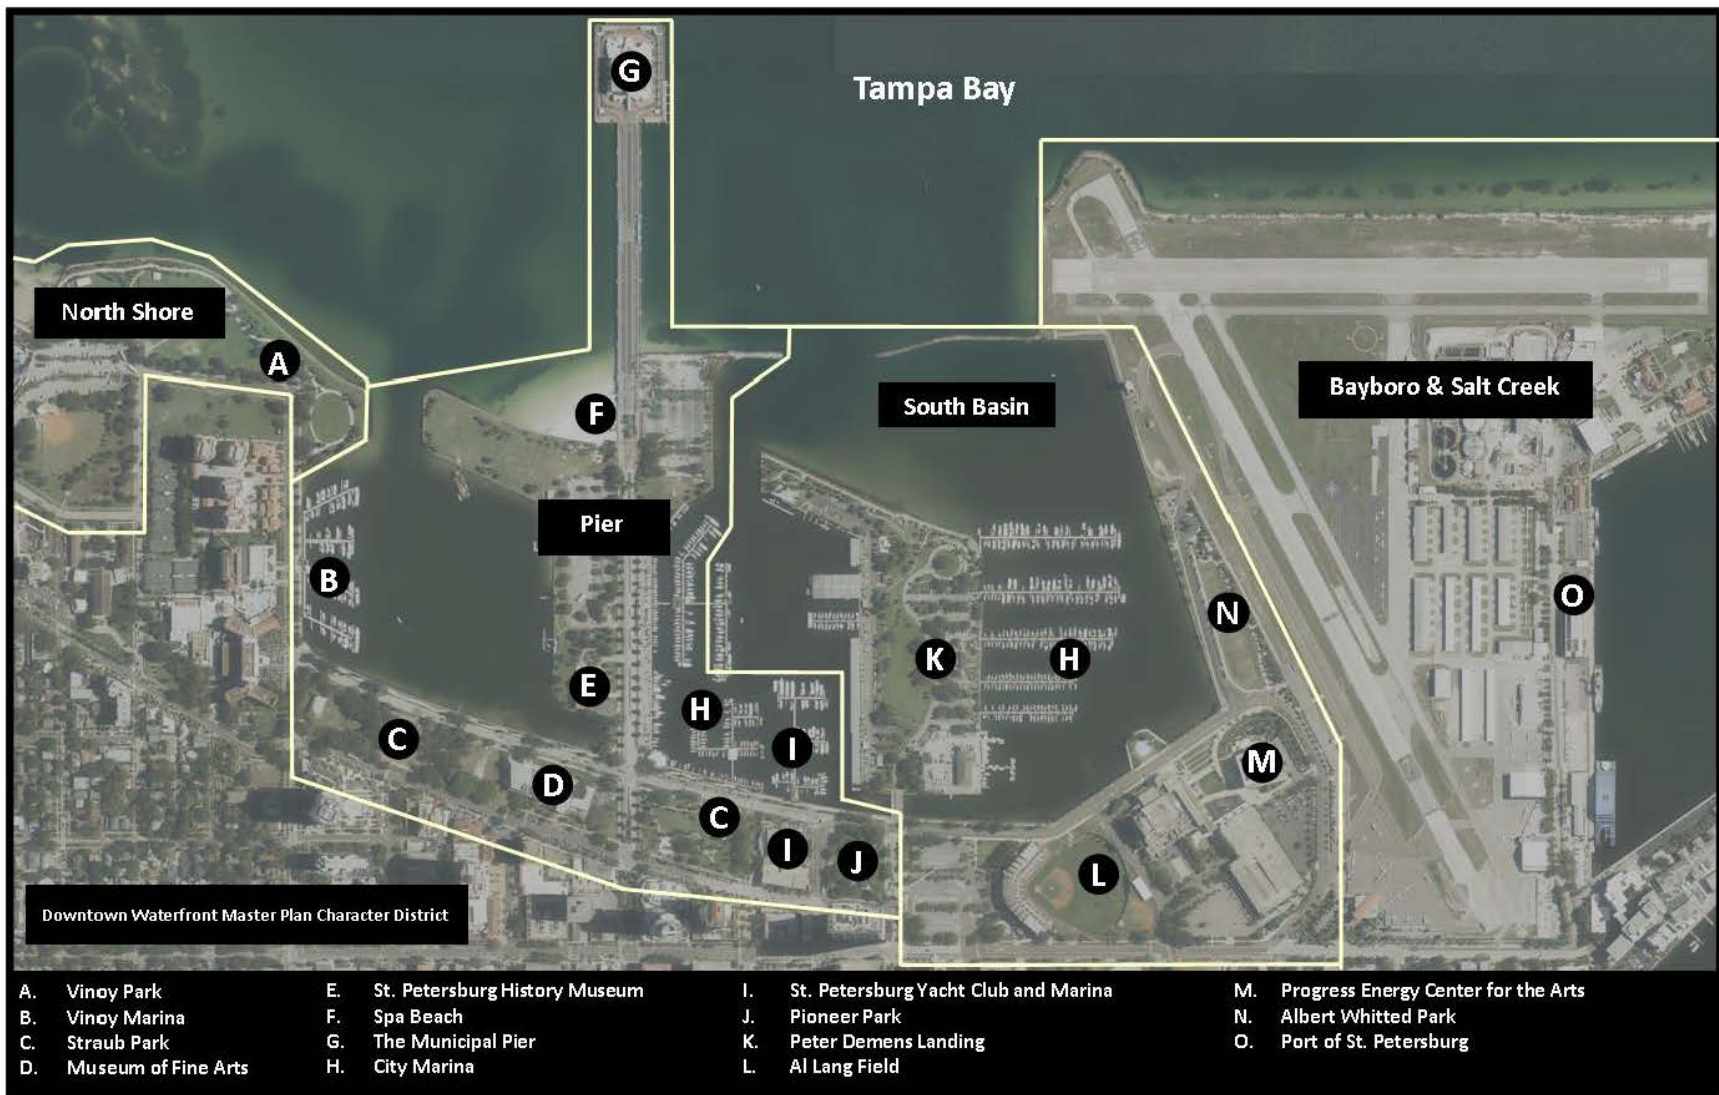 G
Tampa Bay
North Shore
A
Bayboro & Salt Creek
South Basin
F
Pier
B
N
O
K
H
E
H
C
I
M
D
C
I
J
L
Downtown Waterfront Master Plan Character District
A. Vinoy Park
B. Vinoy Marina
C. Straub Park
D. Museum of Fine Arts
E. St. Petersburg History Museum
F. Spa Beach
G. The Municipal Pier
H. City Marina
I. St. Petersburg Yacht Club and Marina
J. Pioneer Park
K. Peter Demens Landing
L. Al Lang Field
M. Progress Energy Center for the Arts
N. Albert Whitted Park
O. Port of St. Petersburg